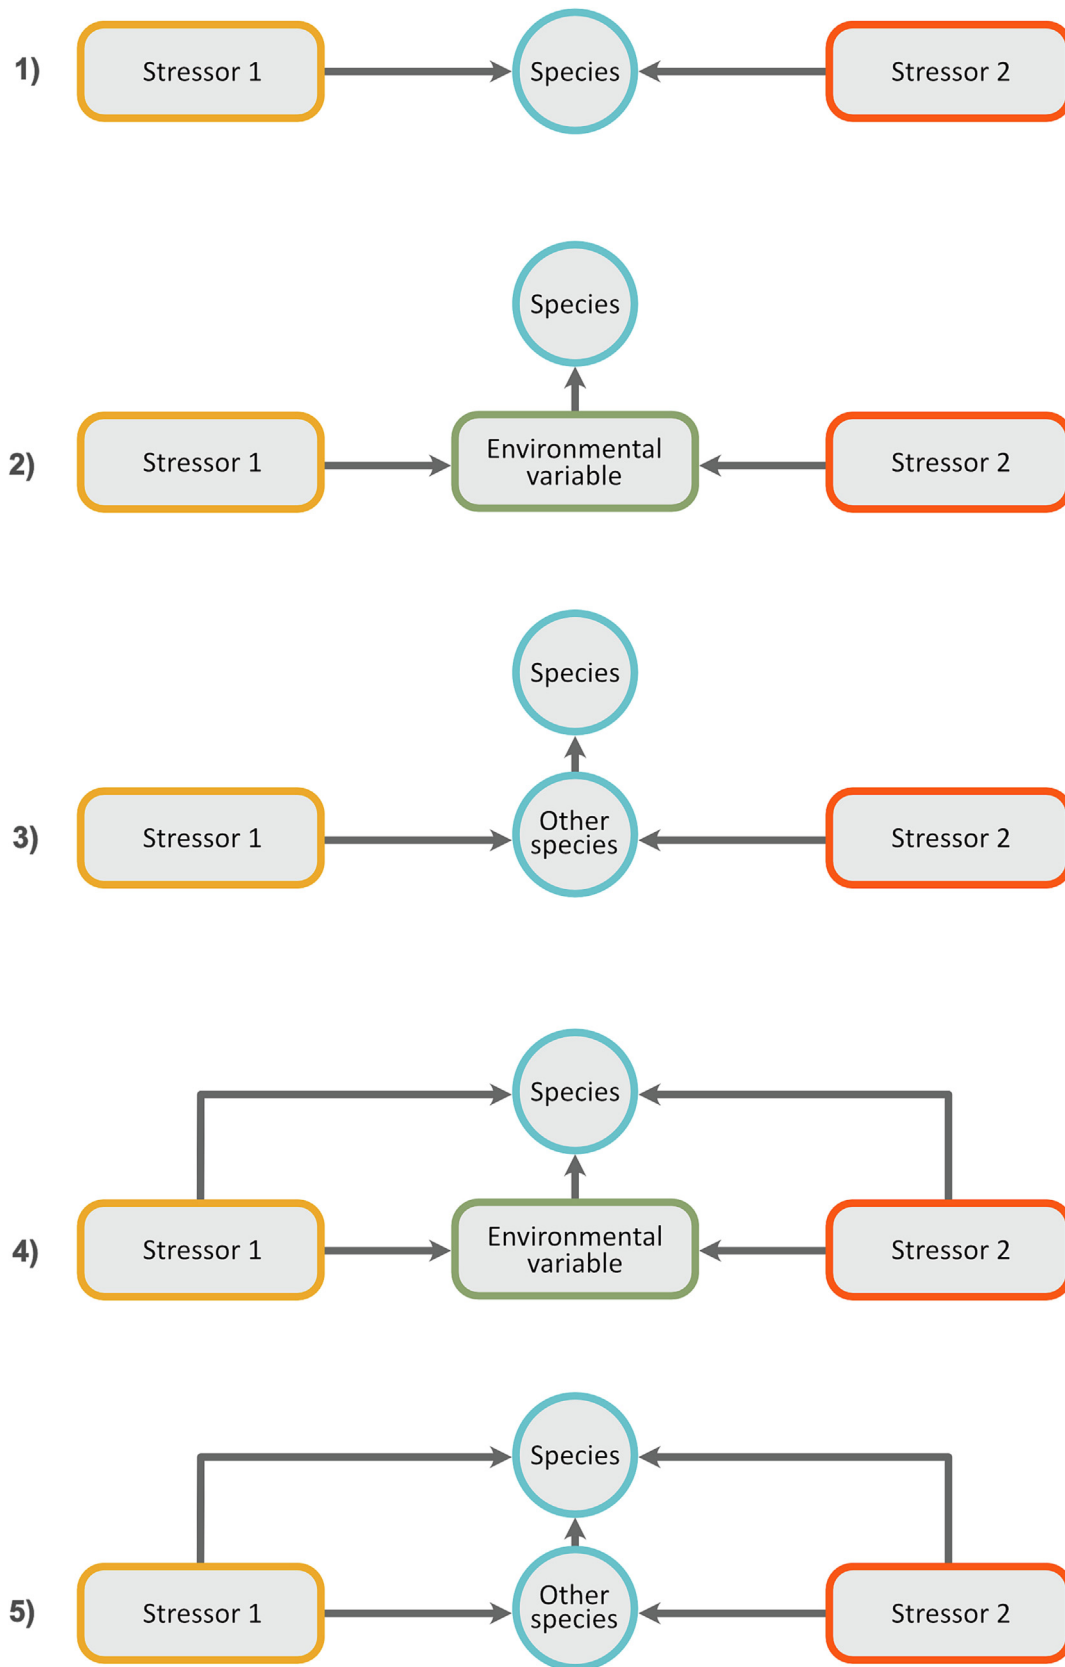 1)
Stressor 1
Species
Stressor 2
Species
2)
Stressor 1
Environmental
variable
Stressor 2
Species
3)
Stressor 1
Other
species
Stressor 2
Species
4)
Stressor 1
Environmental
variable
Stressor 2
Species
5)
Stressor 1
Other
species
Stressor 2